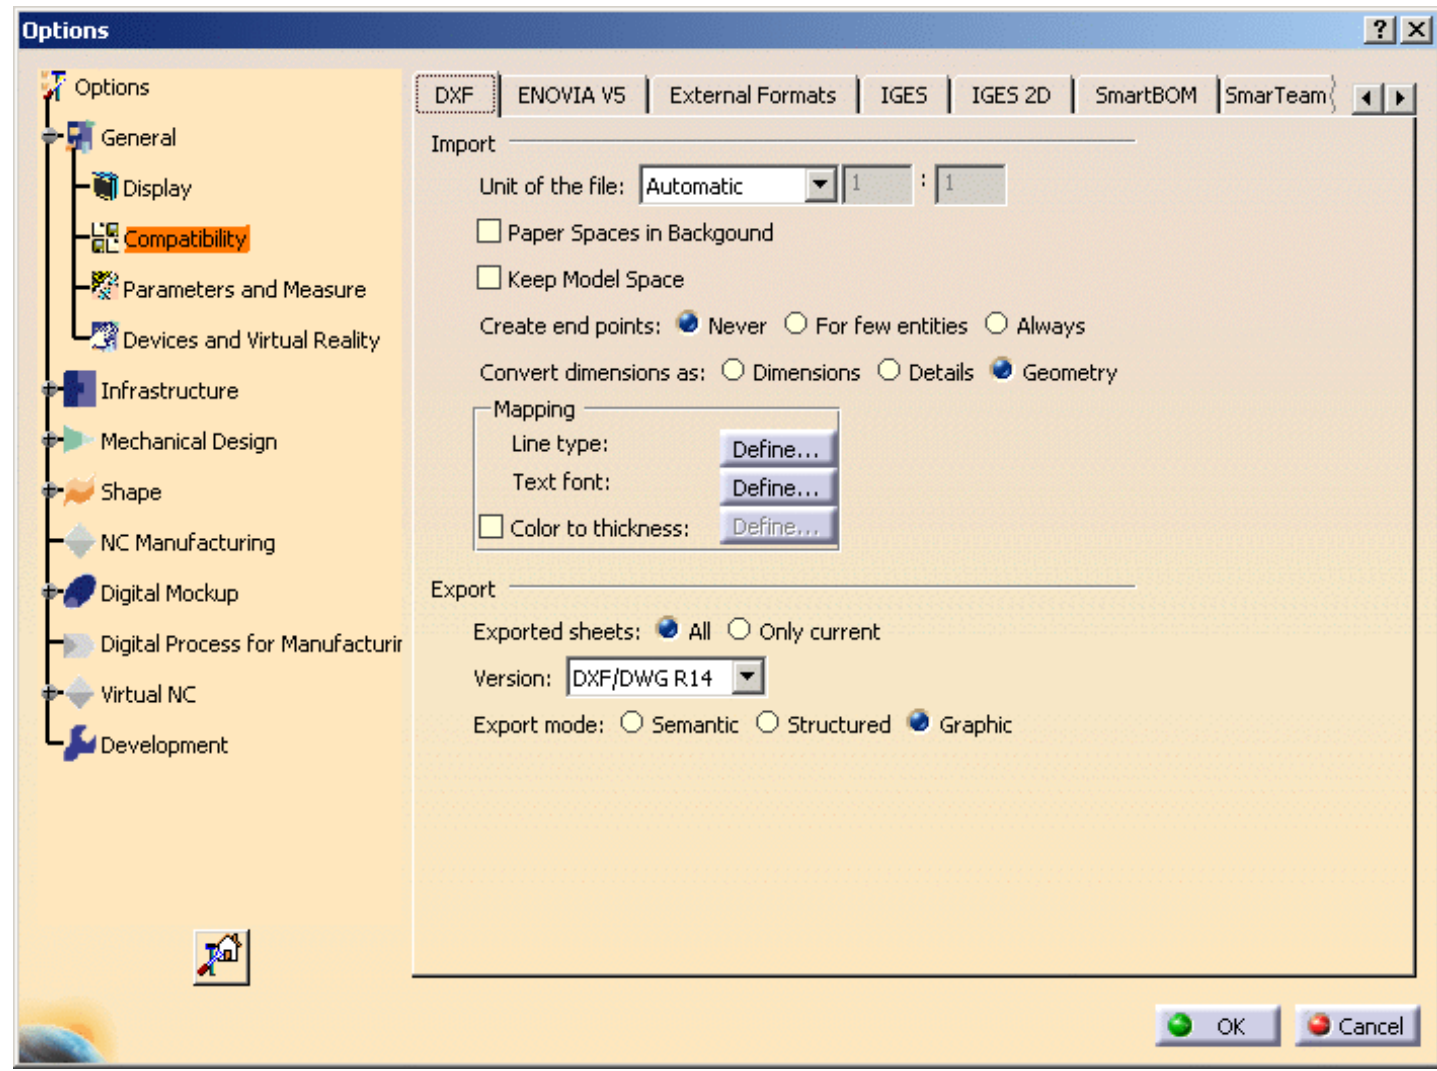 Options
Options
General
Display
Compatibility
Parameters and Measure
Devices and Virtual Reality
Infrastructure
Mechanical Design
Shape
NC Manufacturing
Digital Mockup
Digital Process for Manufacturin
Virtual NC
Development
DXF ENOVIA V5 External Formats IGES IGES 2D SmartBOM SmarTeam
Import
Unit of the file: Automatic 1 : 1
Paper Spaces in Backgound
Keep Model Space
Create end points: Never For few entities Always
Convert dimensions as: Dimensions Details Geometry
Mapping
Line type: Define...
Text font: Define...
Color to thickness: Define...
Export
Exported sheets: All Only current
Version: DXF/DWG R14
Export mode: Semantic Structured Graphic
OK Cancel